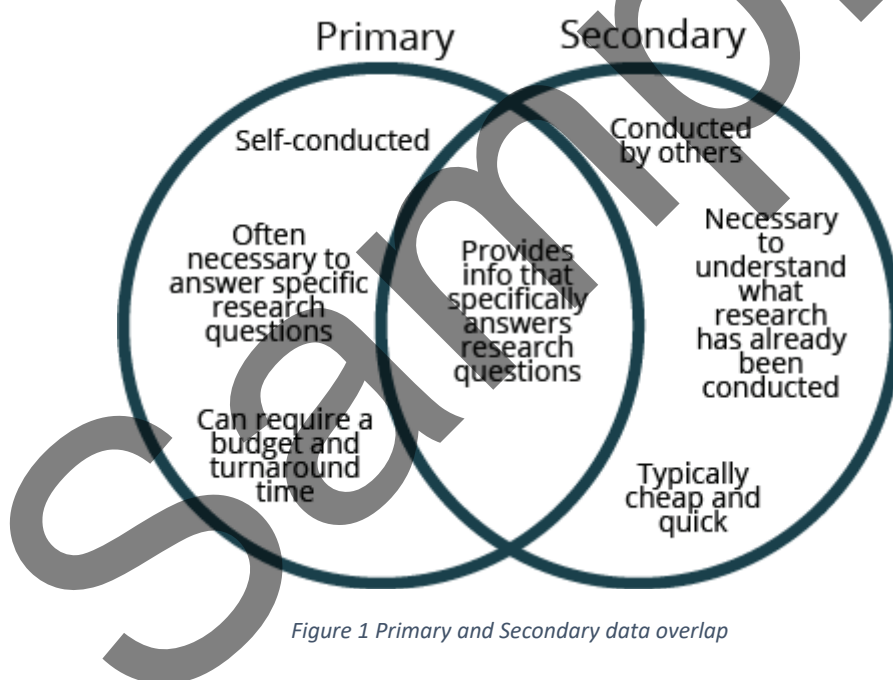 Primary
Secondary
Self-conducted
Often
necessary to
answer specific
research
questions
Can require a
budget and
turnaround
time
Provides
info that
specifically
answers
research
questions
Conducted
by others
Necessary
to
understand
what
research
has already
been
conducted
Typically
cheap and
quick
Figure 1 Primary and Secondary data overlap